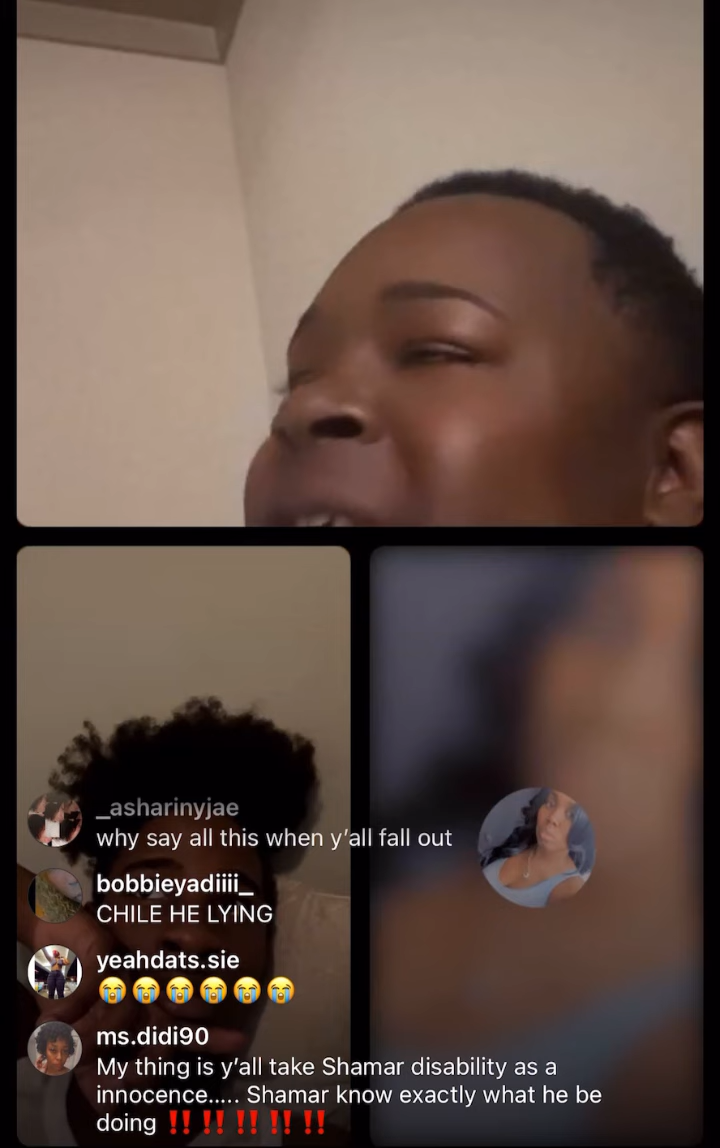 _asharinyjae
why say all this when y’all fall out
bobbieyadiiii_
CHILE HE LYING
yeahdats.sie
😭😭😭😭😭😭
ms.didi90
My thing is y’all take Shamar disability as a
innocence..... Shamar know exactly what he be
doing ‼️‼️‼️‼️‼️